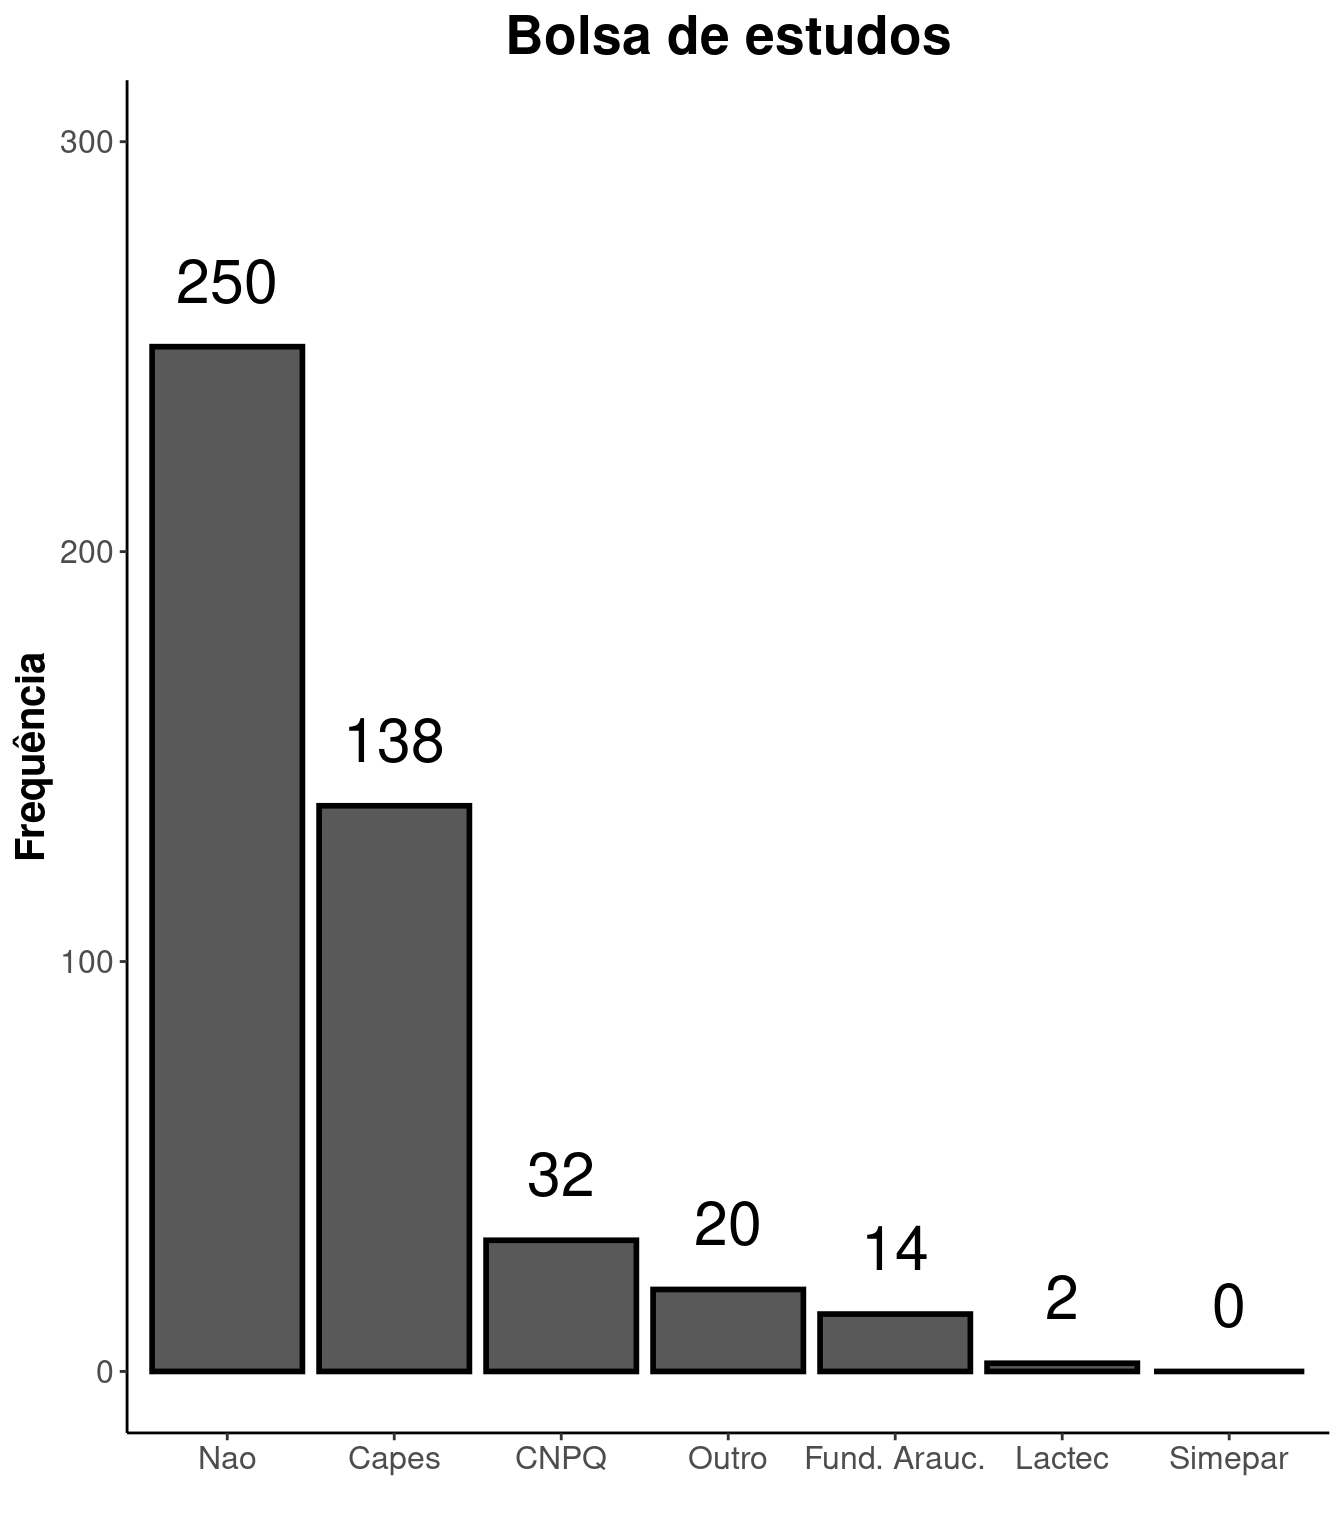 Bolsa de estudos
Frequência
300
200
100
0
250
138
32
20
14
2
0
Nao
Capes
CNPQ
Outro
Fund. Arauc.
Lactec
Simepar